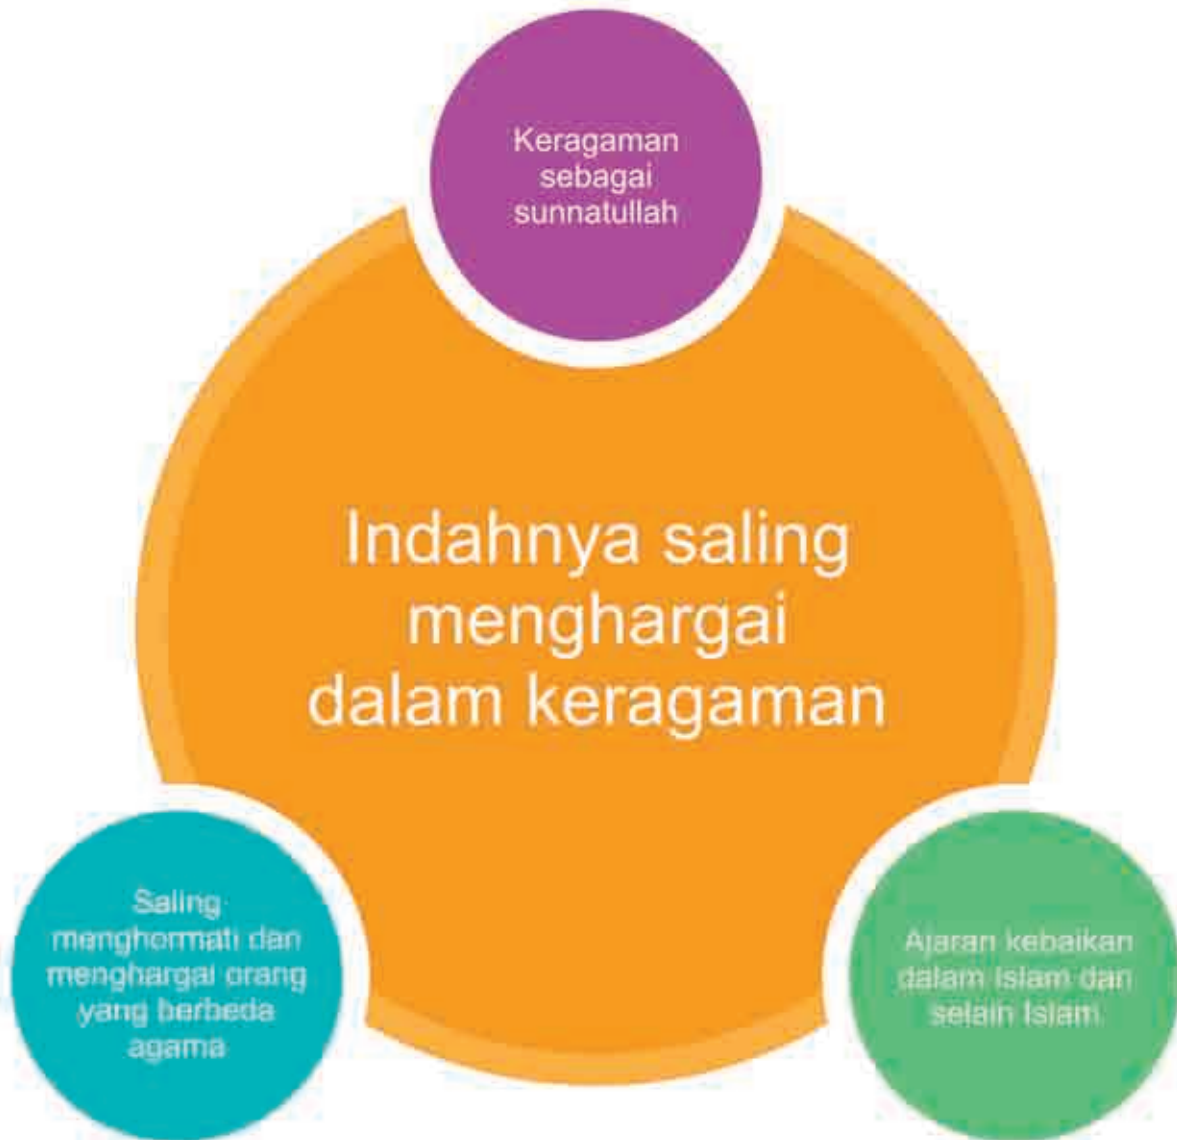 Keragaman
sebagai
sunnatullah
Indahnya saling
menghargai
dalam keragaman
Saling
menghormati dan
menghargai orang
yang berbeda
agama
Ajaran kebaikan
dalam Islam dan
selain Islam.